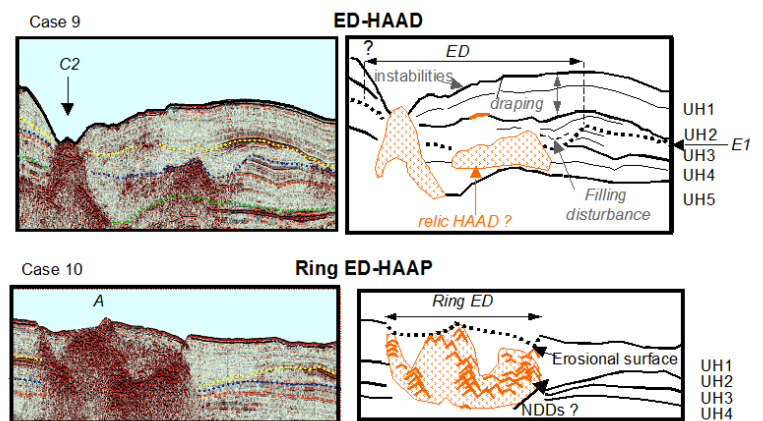 Case 9
ED-HAAD
C2
?
ED
instabilities
draping
UH1
UH2
E1
UH3
UH4
UH5
Filling
disturbance
relic HAAD ?
Case 10
Ring ED-HAAP
A
Ring ED
Erosional surface
UH1
UH2
UH3
UH4
NDDs ?